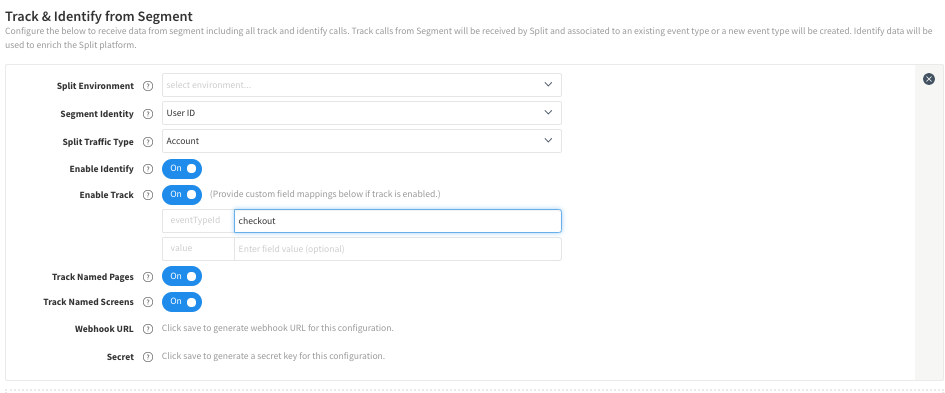 Track & Identify from Segment
Configure the below to receive data from segment including all track and identify calls. Track calls from Segment will be received by Split and associated to an existing event type or a new event type will be created. Identify data will be
used to enrich the Split platform.
Split Environment ? select environment...
Segment Identity ? User ID
Split Traffic Type ? Account
Enable Identify ? On
Enable Track ? On (Provide custom field mappings below if track is enabled.)
eventTypeId checkout
value Enter field value (optional)
Track Named Pages ? On
Track Named Screens ? On
Webhook URL ? Click save to generate webhook URL for this configuration.
Secret ? Click save to generate a secret key for this configuration.